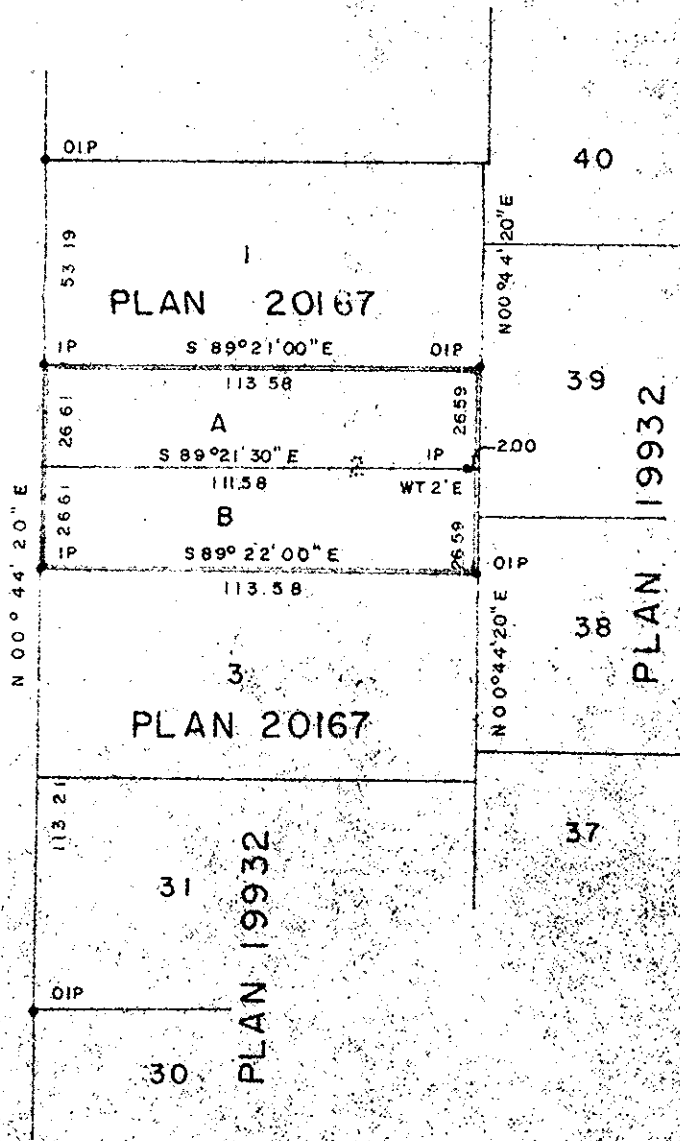 OIP
40
53 19
1
N00°44'20"E
PLAN 20167
IP
S 89°21'00"E
OIP
113 58
39
26 61
A
26.59
S 89°21'30"E
IP
2.00
111.58
WT 2'E
PLAN 19932
26 61
B
26.59
IP
S 89° 22'00"E
OIP
113.58
N 00° 44' 20" E
N00°44'20"E
38
3
PLAN 20167
113 21
37
31
PLAN 19932
OIP
30